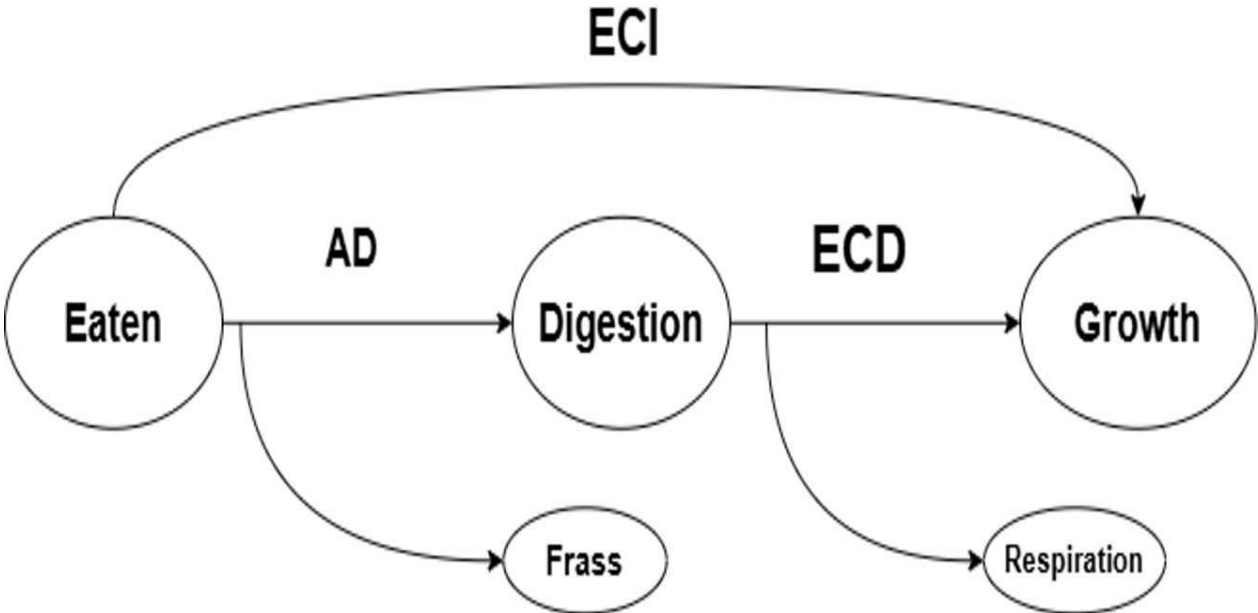 ECI
AD
ECD
Eaten
Digestion
Growth
Frass
Respiration